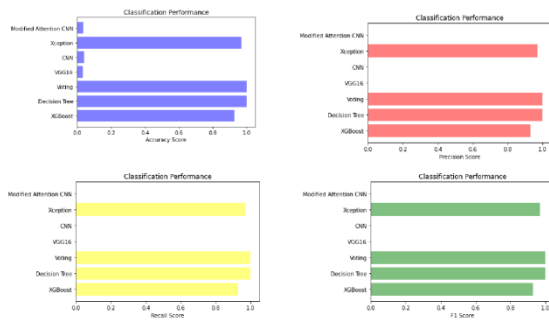 Classification Performance
Modified Attention CNN
Xception
CNN
VGG16
Voting
Decision Tree
XGBoost
0.0 0.2 0.4 0.6 0.8 1.0
Accuracy Score
Classification Performance
Modified Attention CNN
Xception
CNN
VGG16
Voting
Decision Tree
XGBoost
0.0 0.2 0.4 0.6 0.8 1.0
Precision Score
Classification Performance
Modified Attention CNN
Xception
CNN
VGG16
Voting
Decision Tree
XGBoost
0.0 0.2 0.4 0.6 0.8 1.0
Recall Score
Classification Performance
Modified Attention CNN
Xception
CNN
VGG16
Voting
Decision Tree
XGBoost
0.0 0.2 0.4 0.6 0.8 1.0
F1 Score